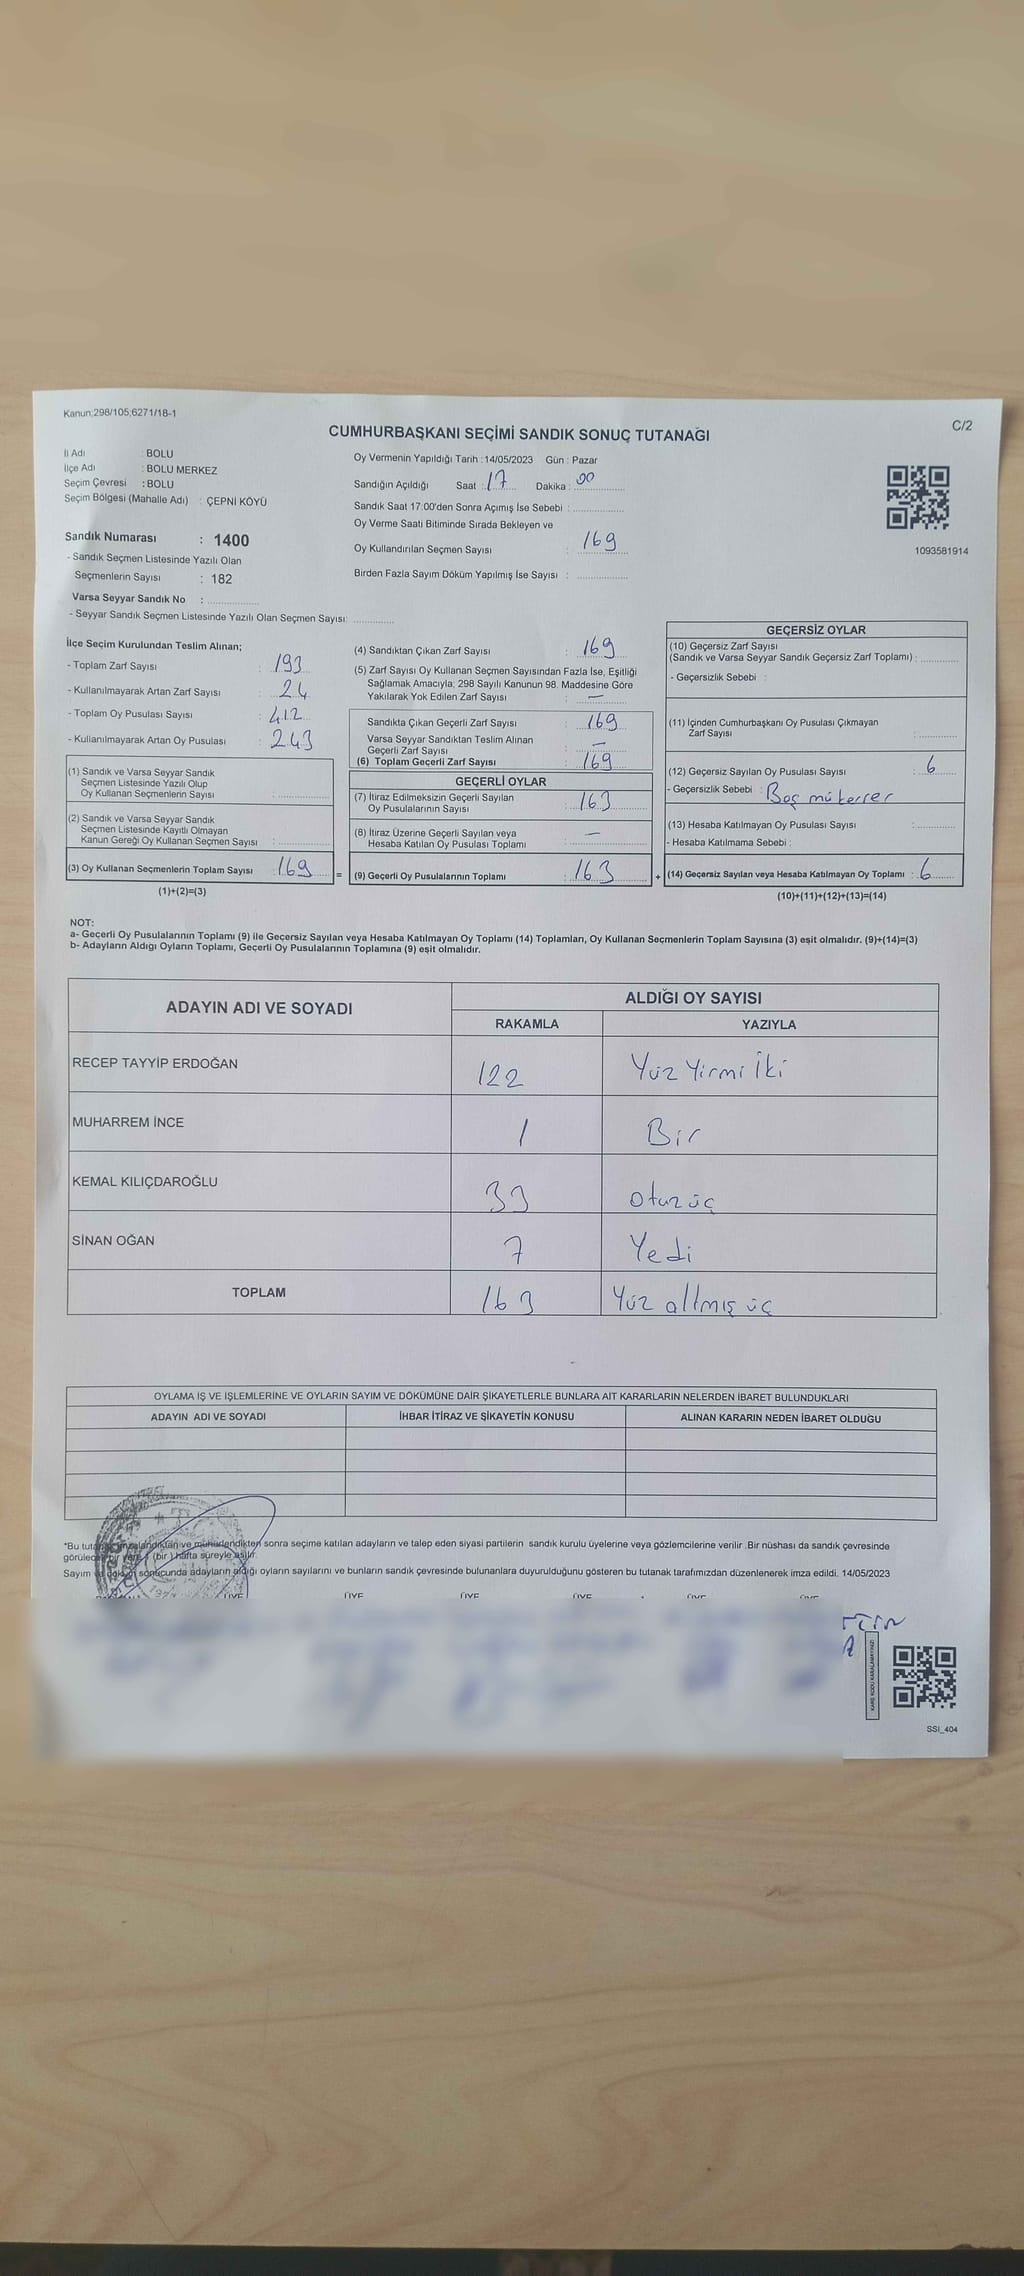 Kanun:298/105;6271/18-1
C/2
CUMHURBAŞKANI SEÇİMİ SANDIK SONUÇ TUTANAĞI
İl Adı : BOLU
İlçe Adı : BOLU MERKEZ
Seçim Çevresi : BOLU
Seçim Bölgesi (Mahalle Adı) : ÇEPNİ KÖYÜ
Sandık Numarası : 1400
- Sandık Seçmen Listesinde Yazılı Olan
Seçmenlerin Sayısı : 182
Varsa Seyyar Sandık No :
- Seyyar Sandık Seçmen Listesinde Yazılı Olan Seçmen Sayısı:
Oy Vermenin Yapıldığı Tarih :14/05/2023 Gün : Pazar
Sandığın Açıldığı Saat : 17 Dakika : 00
Sandık Saat 17:00'den Sonra Açımış İse Sebebi :
Oy Verme Saati Bitiminde Sırada Bekleyen ve
Oy Kullandırılan Seçmen Sayısı : 169
Birden Fazla Sayım Döküm Yapılmış İse Sayısı :
1093581914
İlçe Seçim Kurulundan Teslim Alınan;
- Toplam Zarf Sayısı : 193
- Kullanılmayarak Artan Zarf Sayısı : 24
- Toplam Oy Pusulası Sayısı : 412
- Kullanılmayarak Artan Oy Pusulası : 243
(1) Sandık ve Varsa Seyyar Sandık
Seçmen Listesinde Yazılı Olup
Oy Kullanan Seçmenlerin Sayısı :
(2) Sandık ve Varsa Seyyar Sandık
Seçmen Listesinde Kayıtlı Olmayan
Kanun Gereği Oy Kullanan Seçmen Sayısı :
(3) Oy Kullanan Seçmenlerin Toplam Sayısı : 169
(1)+(2)=(3)
(4) Sandıktan Çıkan Zarf Sayısı : 169
(5) Zarf Sayısı Oy Kullanan Seçmen Sayısından Fazla İse, Eşitliği
Sağlamak Amacıyla, 298 Sayılı Kanunun 98. Maddesine Göre
Yakılarak Yok Edilen Zarf Sayısı : —
Sandıkta Çıkan Geçerli Zarf Sayısı : 169
Varsa Seyyar Sandıktan Teslim Alınan
Geçerli Zarf Sayısı : —
(6) Toplam Geçerli Zarf Sayısı : 169
GEÇERLİ OYLAR
(7) İtiraz Edilmeksizin Geçerli Sayılan
Oy Pusulalarının Sayısı : 163
(8) İtiraz Üzerine Geçerli Sayılan veya
Hesaba Katılan Oy Pusulası Toplamı : —
= (9) Geçerli Oy Pusulalarının Toplamı : 163
GEÇERSİZ OYLAR
(10) Geçersiz Zarf Sayısı
(Sandık ve Varsa Seyyar Sandık Geçersiz Zarf Toplamı) :
- Geçersizlik Sebebi :
(11) İçinden Cumhurbaşkanı Oy Pusulası Çıkmayan
Zarf Sayısı :
(12) Geçersiz Sayılan Oy Pusulası Sayısı : 6
- Geçersizlik Sebebi : Boş mükerrer
(13) Hesaba Katılmayan Oy Pusulası Sayısı :
- Hesaba Katılmama Sebebi :
+ (14) Geçersiz Sayılan veya Hesaba Katılmayan Oy Toplamı : 6
(10)+(11)+(12)+(13)=(14)
NOT:
a- Geçerli Oy Pusulalarının Toplamı (9) ile Geçersiz Sayılan veya Hesaba Katılmayan Oy Toplamı (14) Toplamları, Oy Kullanan Seçmenlerin Toplam Sayısına (3) eşit olmalıdır. (9)+(14)=(3)
b- Adayların Aldığı Oyların Toplamı, Geçerli Oy Pusulalarının Toplamına (9) eşit olmalıdır.
ADAYIN ADI VE SOYADI ALDIĞI OY SAYISI
RAKAMLA YAZIYLA
RECEP TAYYİP ERDOĞAN 122 Yüz Yirmi İki
MUHARREM İNCE 1 Bir
KEMAL KILIÇDAROĞLU 33 otuzüç
SİNAN OĞAN 7 Yedi
TOPLAM 163 Yüz altmış üç
OYLAMA İŞ VE İŞLEMLERİNE VE OYLARIN SAYIM VE DÖKÜMÜNE DAİR ŞİKAYETLERLE BUNLARA AİT KARARLARIN NELERDEN İBARET BULUNDUKLARI
ADAYIN ADI VE SOYADI İHBAR İTİRAZ VE ŞİKAYETİN KONUSU ALINAN KARARIN NEDEN İBARET OLDUĞU
*Bu tutanak imzalandıktan ve mühürlendikten sonra seçime katılan adayların ve talep eden siyasi partilerin sandık kurulu üyelerine veya gözlemcilerine verilir .Bir nüshası da sandık çevresinde
görülecek bir yere 1 (bir ) hafta süreyle asılır.
Sayım ve döküm sonucunda adayların aldığı oyların sayılarını ve bunların sandık çevresinde bulunanlara duyurulduğunu gösteren bu tutanak tarafımızdan düzenlenerek imza edildi. 14/05/2023
ÜYE ÜYE ÜYE ÜYE ÜYE ÜYE
KARE KODU KARALAMAYINIZ!
SSI_404